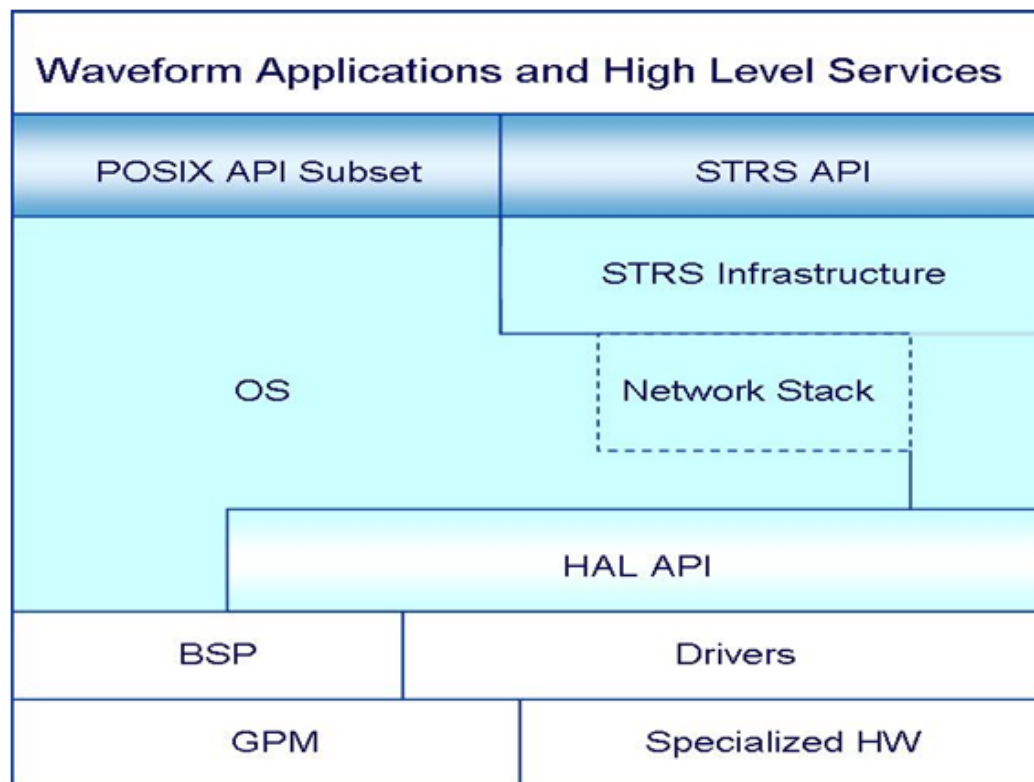 Waveform Applications and High Level Services
POSIX API Subset
STRS API
STRS Infrastructure
OS
Network Stack
HAL API
BSP
Drivers
GPM
Specialized HW